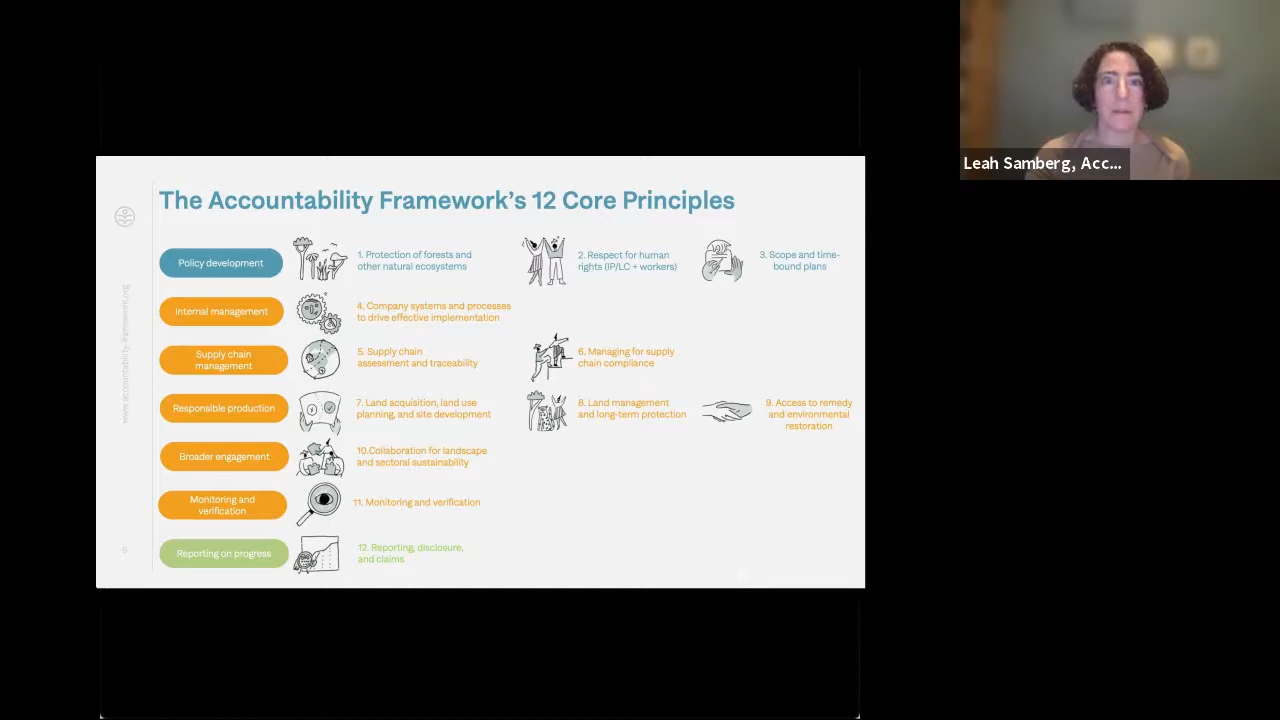 Leah Samberg, Acc...
The Accountability Framework's 12 Core Principles
Policy development
1. Protection of forests and
other natural ecosystems
2. Respect for human
rights (IP/LC + workers)
3. Scope and time-
bound plans
Internal management
4. Company systems and processes
to drive effective implementation
Supply chain
management
5. Supply chain
assessment and traceability
6. Managing for supply
chain compliance
Responsible production
7. Land acquisition, land use
planning, and site development
8. Land management
and long-term protection
9. Access to remedy
and environmental
restoration
Broader engagement
10.Collaboration for landscape
and sectoral sustainability
Monitoring and
verification
11. Monitoring and verification
Reporting on progress
12. Reporting, disclosure,
and claims
www.accountability-framework.org